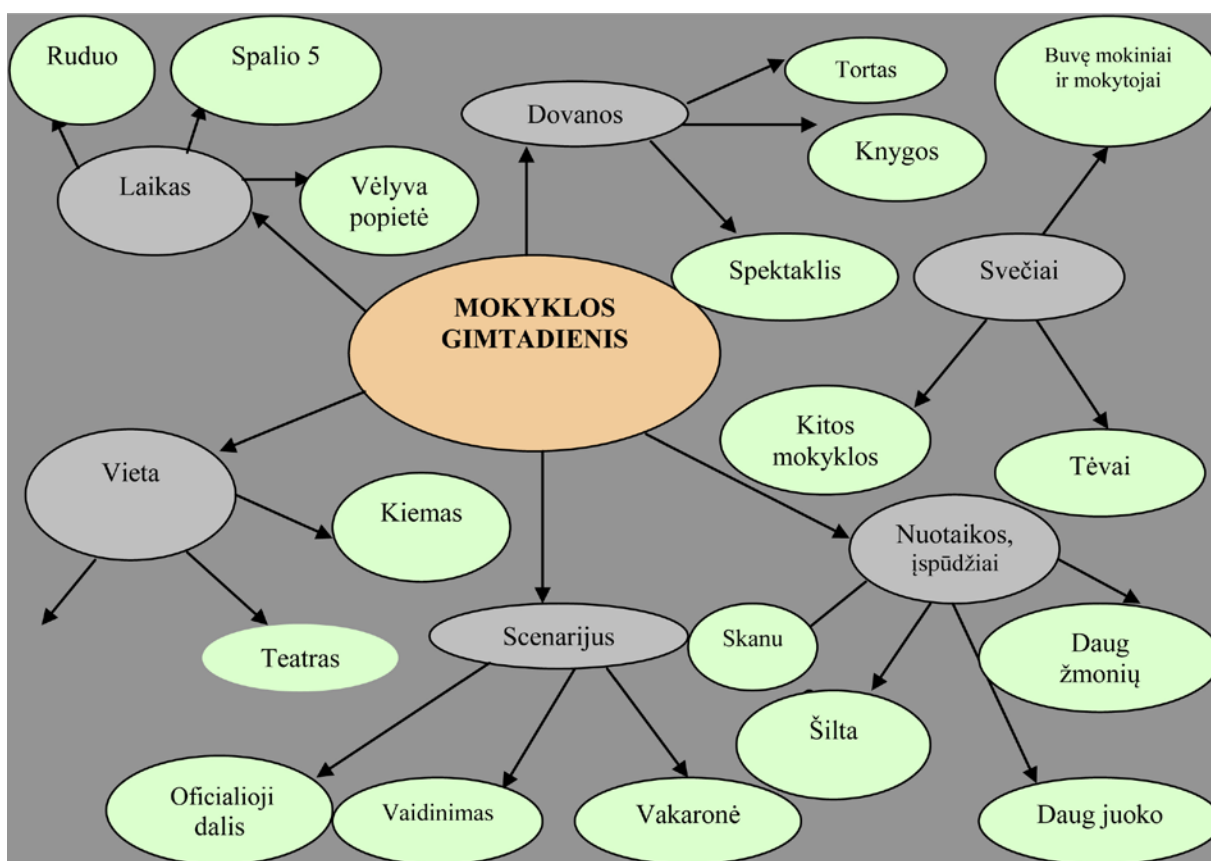 Ruduo
Spalio 5
Laikas
Vėlyva
popietė
Dovanos
Tortas
Knygos
Spektaklis
Buvę mokiniai
ir mokytojai
Svečiai
Kitos
mokyklos
Tėvai
MOKYKLOS
GIMTADIENIS
Vieta
Kiemas
Teatras
Scenarijus
Oficialioji
dalis
Vaidinimas
Vakaronė
Nuotaikos,
įspūdžiai
Skanu
Šilta
Daug
žmonių
Daug juoko